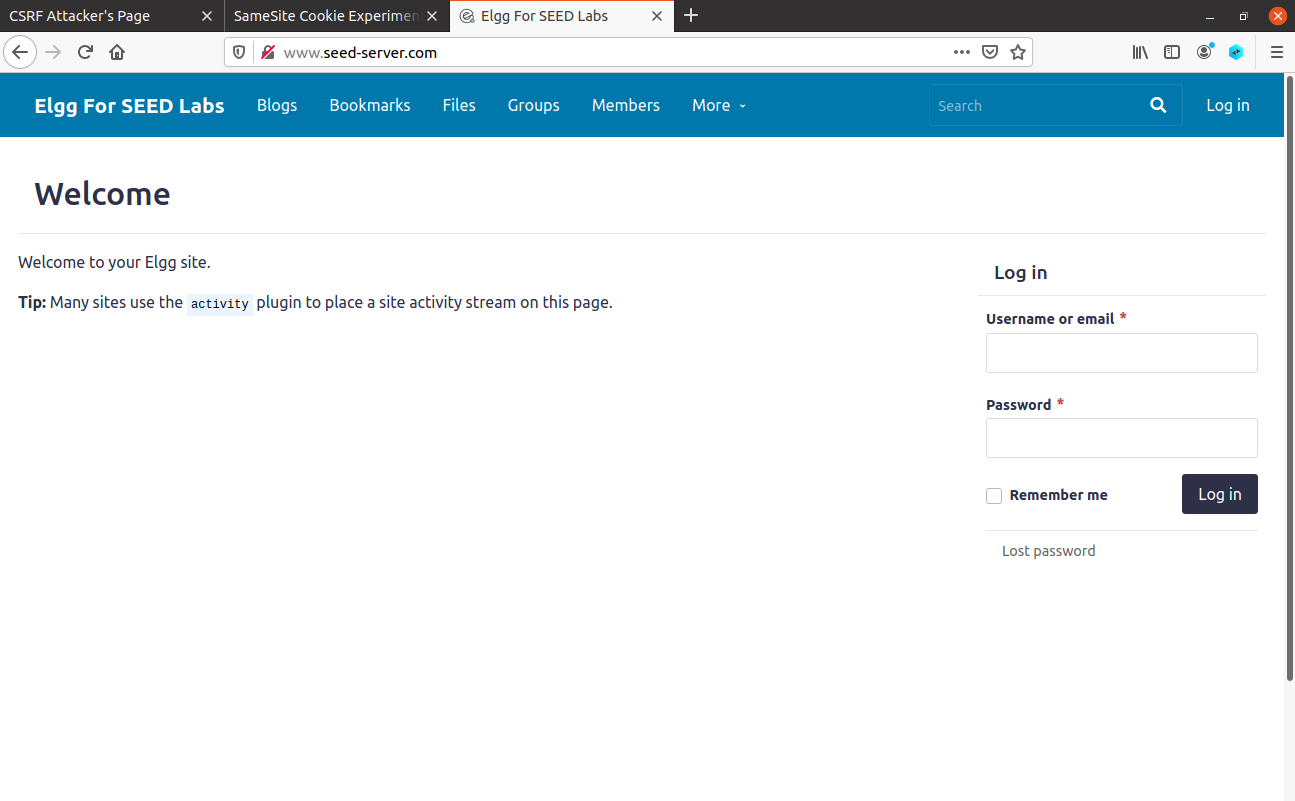 CSRF Attacker's Page
SameSite Cookie Experimen
Elgg For SEED Labs
www.seed-server.com
Elgg For SEED Labs Blogs Bookmarks Files Groups Members More Search Log in
Welcome
Welcome to your Elgg site.
Tip: Many sites use the activity plugin to place a site activity stream on this page.
Log in
Username or email *
Password *
Remember me Log in
Lost password